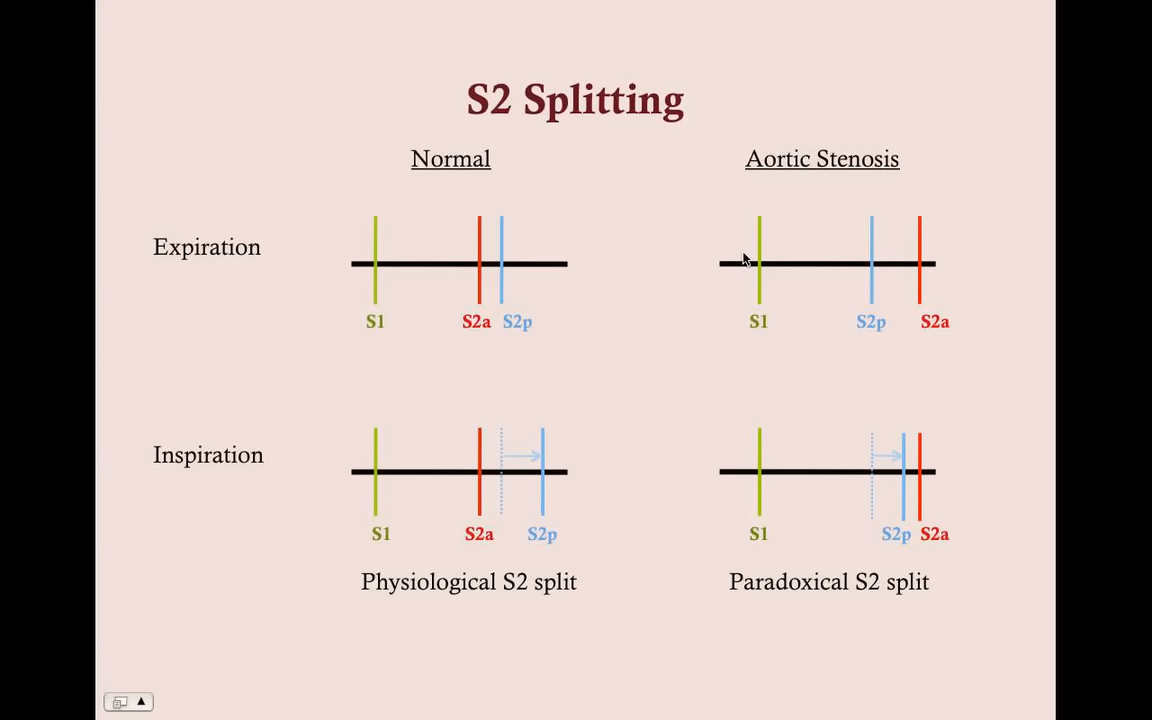 S2 Splitting
Normal
Aortic Stenosis
Expiration
S1
S2a
S2p
S1
S2p
S2a
Inspiration
S1
S2a
S2p
S1
S2p
S2a
Physiological S2 split
Paradoxical S2 split